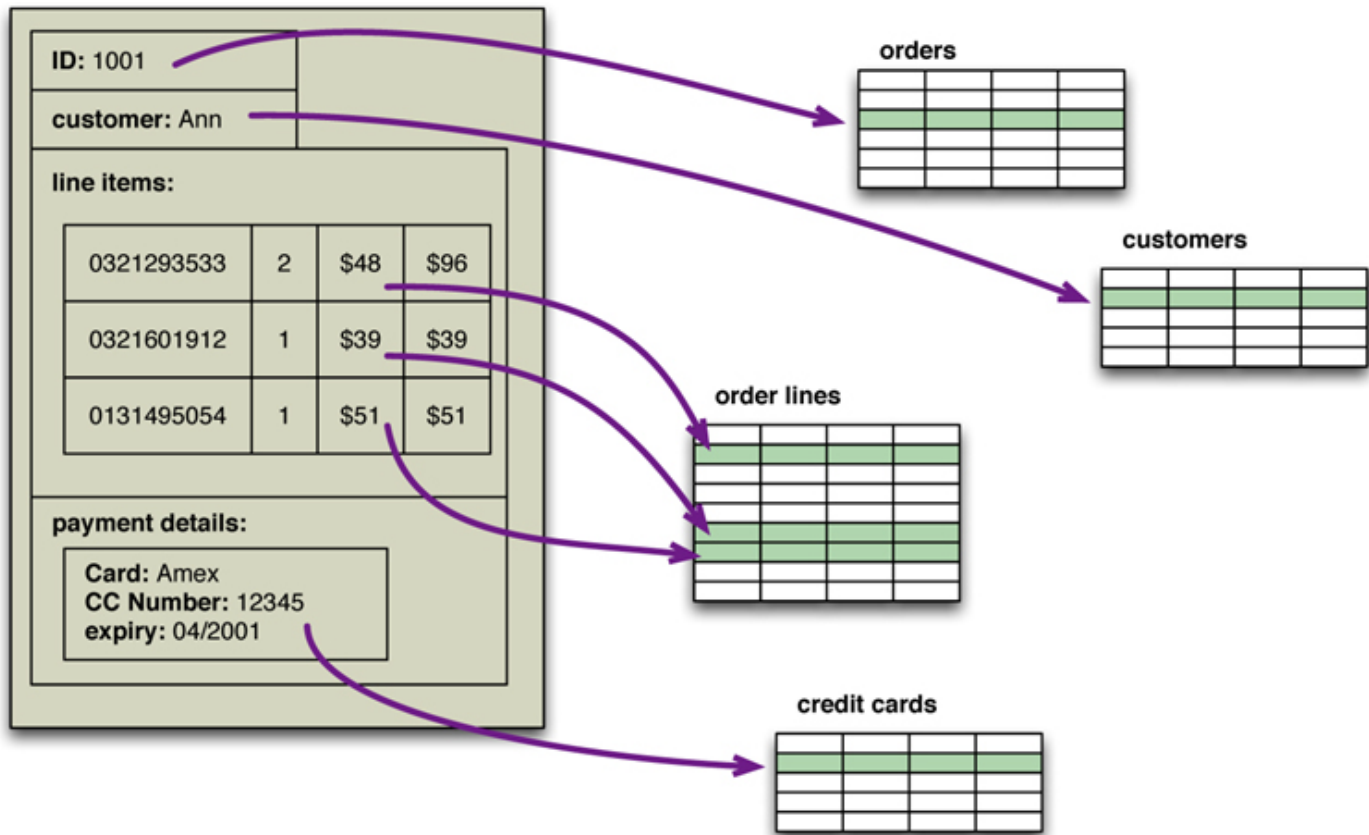 ID: 1001
customer: Ann
line items:
0321293533 2 $48 $96
0321601912 1 $39 $39
0131495054 1 $51 $51
payment details:
Card: Amex
CC Number: 12345
expiry: 04/2001
orders
customers
order lines
credit cards